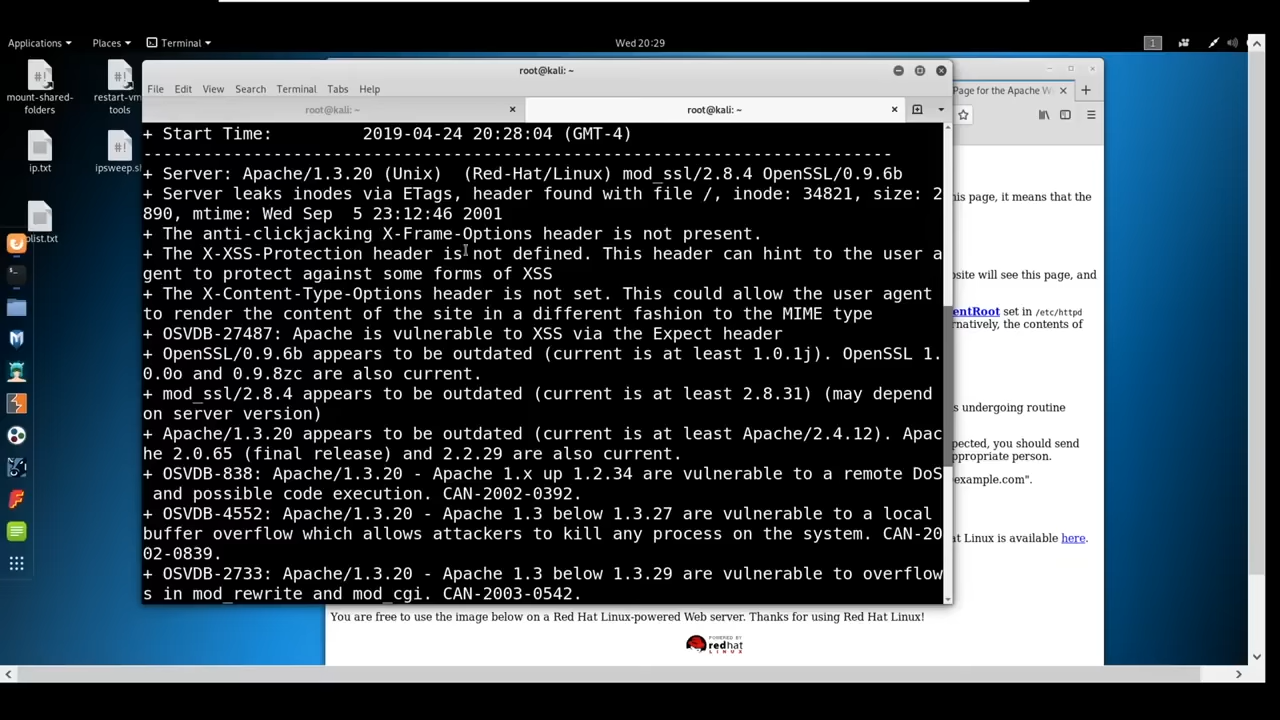 Applications
Places
Terminal
Wed 20:29
1
mount-shared-
folders
restart-vm
tools
ip.txt
ipsweep.s
plist.txt
root@kali: ~
File Edit View Search Terminal Tabs Help
root@kali: ~
root@kali: ~
+ Start Time: 2019-04-24 20:28:04 (GMT-4)
---------------------------------------------------------------------------
+ Server: Apache/1.3.20 (Unix)  (Red-Hat/Linux) mod_ssl/2.8.4 OpenSSL/0.9.6b
+ Server leaks inodes via ETags, header found with file /, inode: 34821, size: 2
890, mtime: Wed Sep  5 23:12:46 2001
+ The anti-clickjacking X-Frame-Options header is not present.
+ The X-XSS-Protection header is not defined. This header can hint to the user a
gent to protect against some forms of XSS
+ The X-Content-Type-Options header is not set. This could allow the user agent
to render the content of the site in a different fashion to the MIME type
+ OSVDB-27487: Apache is vulnerable to XSS via the Expect header
+ OpenSSL/0.9.6b appears to be outdated (current is at least 1.0.1j). OpenSSL 1.
0.0o and 0.9.8zc are also current.
+ mod_ssl/2.8.4 appears to be outdated (current is at least 2.8.31) (may depend
on server version)
+ Apache/1.3.20 appears to be outdated (current is at least Apache/2.4.12). Apac
he 2.0.65 (final release) and 2.2.29 are also current.
+ OSVDB-838: Apache/1.3.20 - Apache 1.x up 1.2.34 are vulnerable to a remote DoS
and possible code execution. CAN-2002-0392.
+ OSVDB-4552: Apache/1.3.20 - Apache 1.3 below 1.3.27 are vulnerable to a local
buffer overflow which allows attackers to kill any process on the system. CAN-20
02-0839.
+ OSVDB-2733: Apache/1.3.20 - Apache 1.3 below 1.3.29 are vulnerable to overflow
s in mod_rewrite and mod_cgi. CAN-2003-0542.
Page for the Apache W
his page, it means that the
site will see this page, and
entRoot set in /etc/httpd
rnatively, the contents of
s undergoing routine
pected, you should send
ppropriate person.
example.com".
at Linux is available here.
You are free to use the image below on a Red Hat Linux-powered Web server. Thanks for using Red Hat Linux!
POWERED BY
redhat
LINUX